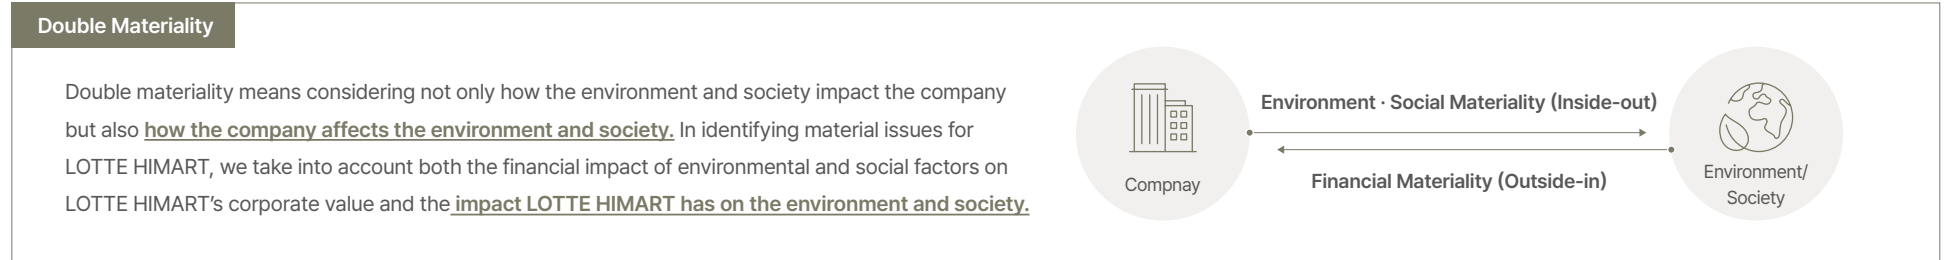 Double Materiality
Double materiality means considering not only how the environment and society impact the company
but also how the company affects the environment and society. In identifying material issues for
LOTTE HIMART, we take into account both the financial impact of environmental and social factors on
LOTTE HIMART’s corporate value and the impact LOTTE HIMART has on the environment and society.
Compnay
Environment · Social Materiality (Inside-out)
Financial Materiality (Outside-in)
Environment/
Society